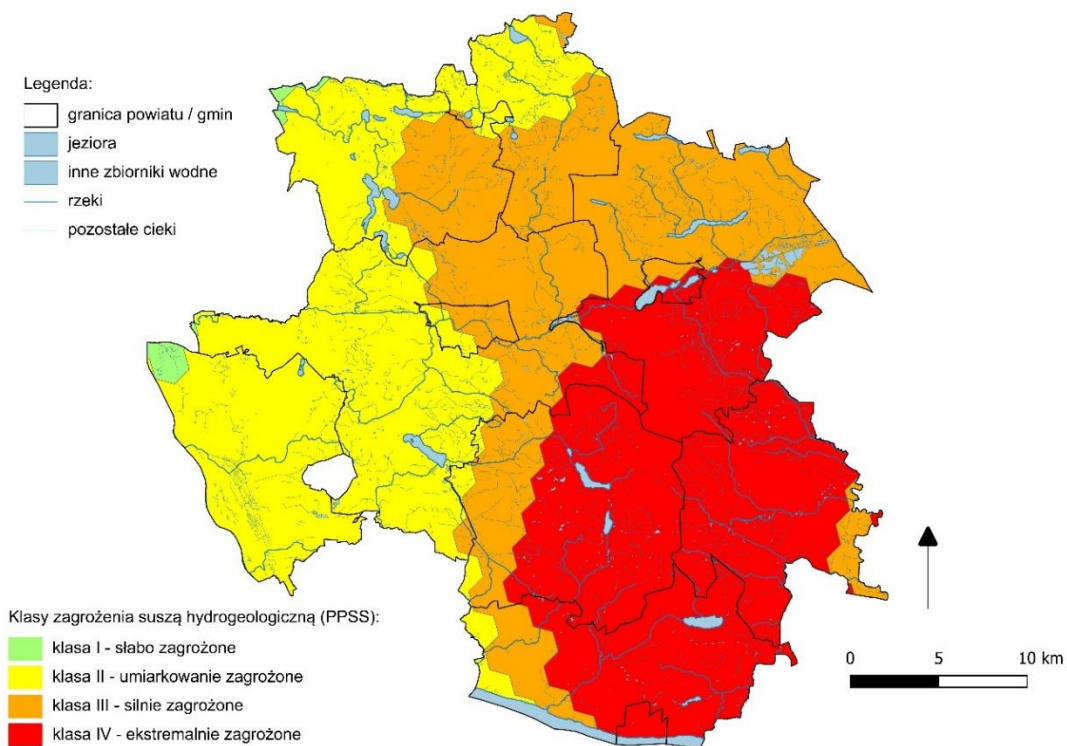 Legenda:
granica powiatu / gmin
jeziora
inne zbiorniki wodne
rzeki
pozostałe cieki
Klasy zagrożenia suszą hydrogeologiczną (PPSS):
klasa I - słabo zagrożone
klasa II - umiarkowanie zagrożone
klasa III - silnie zagrożone
klasa IV - ekstremalnie zagrożone
0 5 10 km